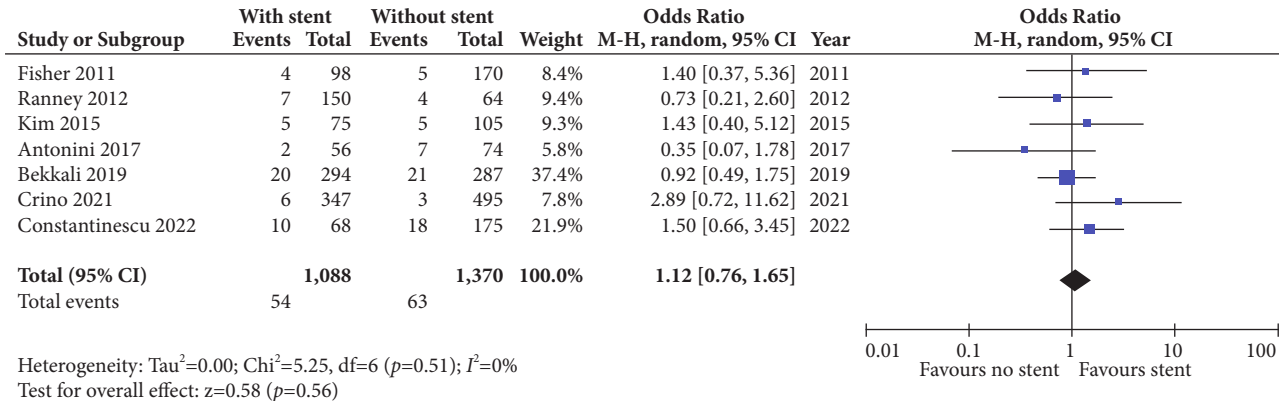 With stent Without stent Odds Ratio Odds Ratio
Study or Subgroup Events Total Events Total Weight M-H, random, 95% CI Year M-H, random, 95% CI
Fisher 2011 4 98 5 170 8.4% 1.40 [0.37, 5.36] 2011
Ranney 2012 7 150 4 64 9.4% 0.73 [0.21, 2.60] 2012
Kim 2015 5 75 5 105 9.3% 1.43 [0.40, 5.12] 2015
Antonini 2017 2 56 7 74 5.8% 0.35 [0.07, 1.78] 2017
Bekkali 2019 20 294 21 287 37.4% 0.92 [0.49, 1.75] 2019
Crino 2021 6 347 3 495 7.8% 2.89 [0.72, 11.62] 2021
Constantinescu 2022 10 68 18 175 21.9% 1.50 [0.66, 3.45] 2022
Total (95% CI) 1,088 1,370 100.0% 1.12 [0.76, 1.65]
Total events 54 63
0.01 0.1 1 10 100
Favours no stent Favours stent
Heterogeneity: Tau²=0.00; Chi²=5.25, df=6 (p=0.51); I²=0%
Test for overall effect: z=0.58 (p=0.56)